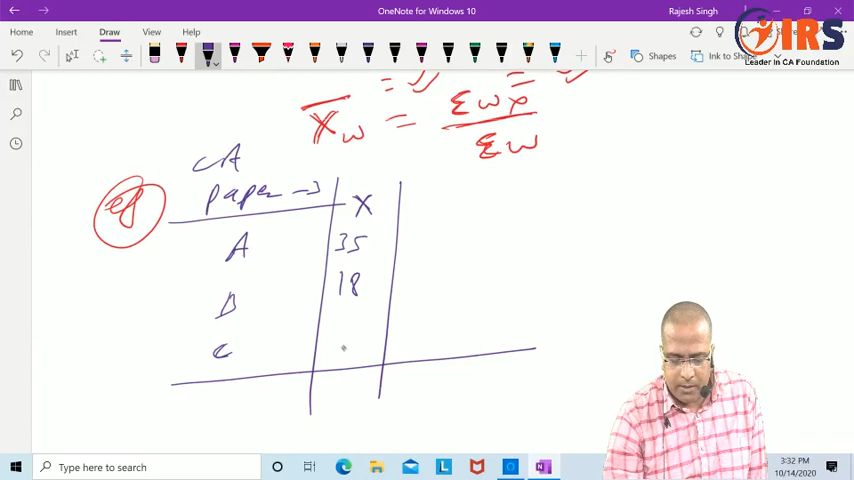 OneNote for Windows 10
Rajesh Singh
Home Insert Draw View Help
Shapes
Ink to Shape
IRS
Leader in CA Foundation
X̄w = Σwx / Σw
CA
eg
paper → X
A 35
B 18
C
Type here to search
3:32 PM
10/14/2020